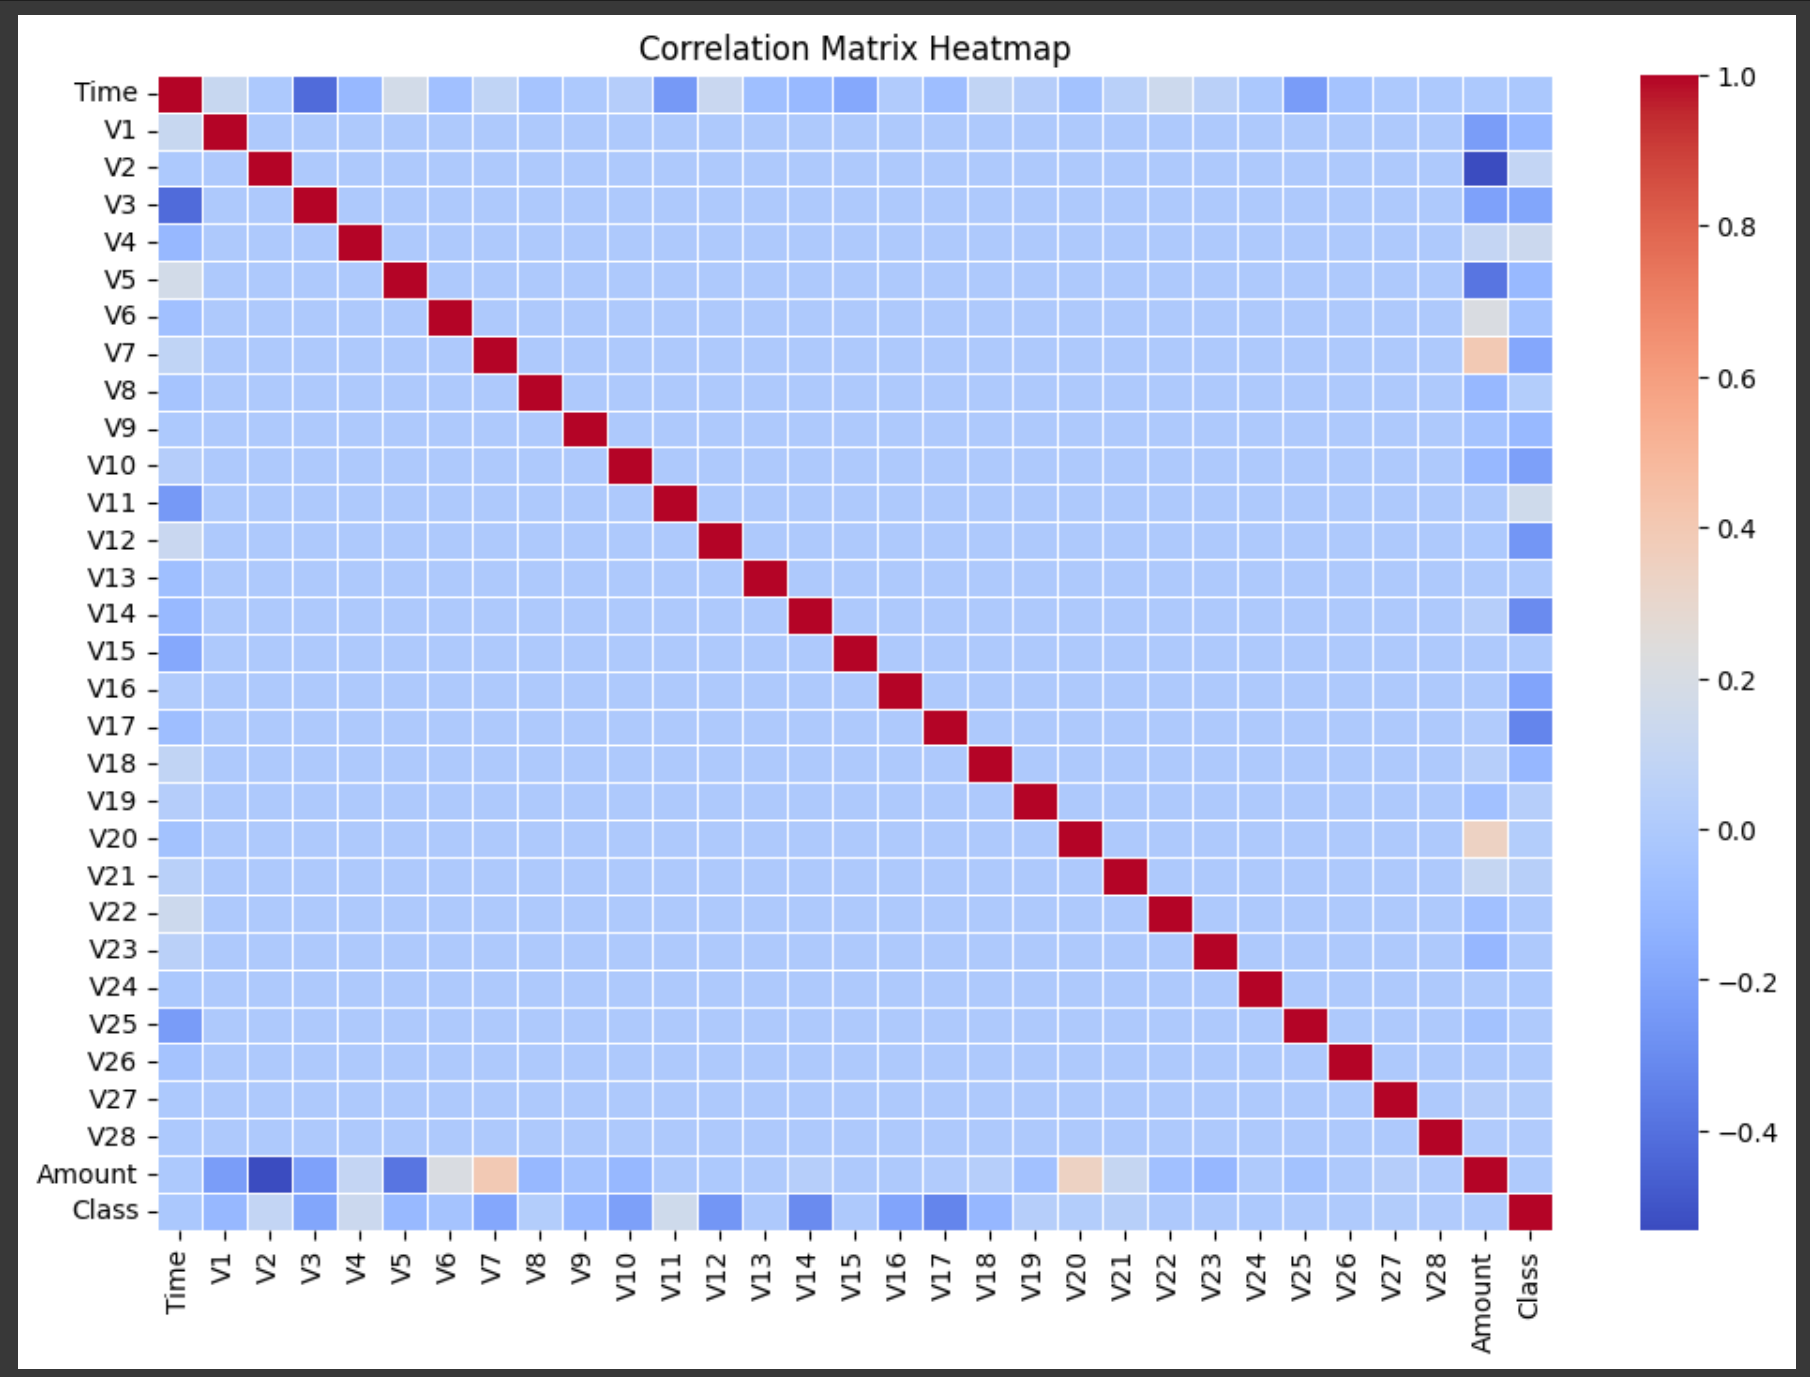 Correlation Matrix Heatmap
Time
V1
V2
V3
V4
V5
V6
V7
V8
V9
V10
V11
V12
V13
V14
V15
V16
V17
V18
V19
V20
V21
V22
V23
V24
V25
V26
V27
V28
Amount
Class
Time V1 V2 V3 V4 V5 V6 V7 V8 V9 V10 V11 V12 V13 V14 V15 V16 V17 V18 V19 V20 V21 V22 V23 V24 V25 V26 V27 V28 Amount Class
1.0
0.8
0.6
0.4
0.2
0.0
−0.2
−0.4